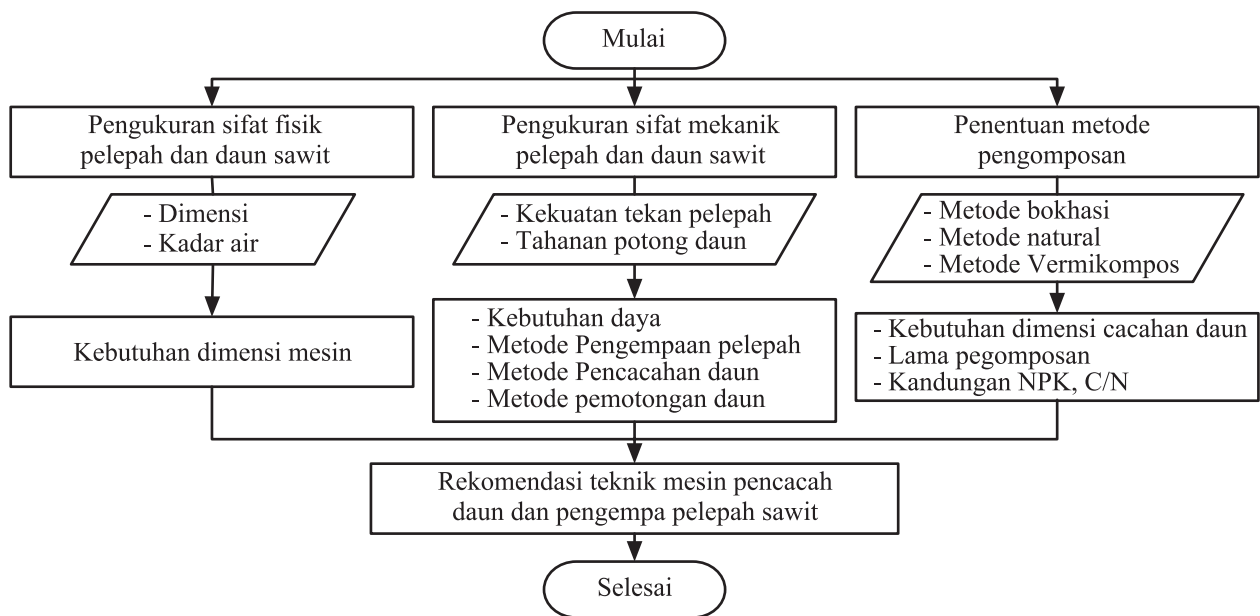 Mulai
Pengukuran sifat fisik
pelepah dan daun sawit
Pengukuran sifat mekanik
pelepah dan daun sawit
Penentuan metode
pengomposan
- Dimensi
- Kadar air
- Kekuatan tekan pelepah
- Tahanan potong daun
- Metode bokhasi
- Metode natural
- Metode Vermikompos
Kebutuhan dimensi mesin
- Kebutuhan daya
- Metode Pengempaan pelepah
- Metode Pencacahan daun
- Metode pemotongan daun
- Kebutuhan dimensi cacahan daun
- Lama pegomposan
- Kandungan NPK, C/N
Rekomendasi teknik mesin pencacah
daun dan pengempa pelepah sawit
Selesai